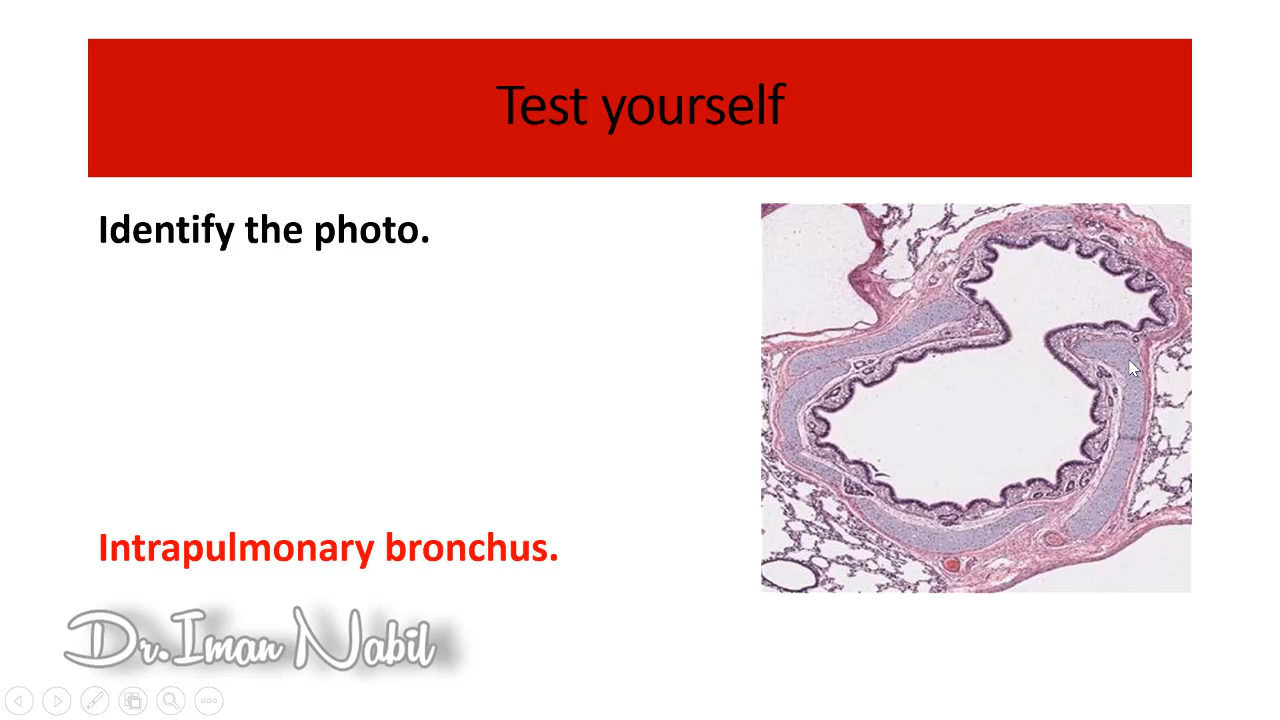 Test yourself
Identify the photo.
Intrapulmonary bronchus.
Dr.Iman Nabil